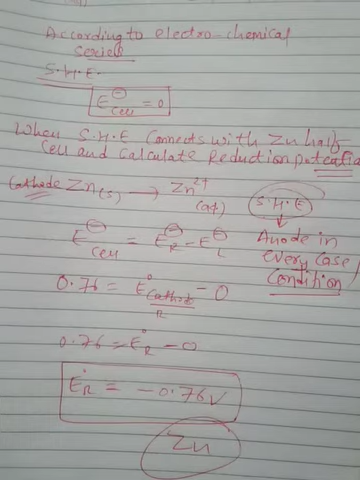 According to electro-chemical
Series
S.H.E.
E⊖cell = 0
When S.H.E Connects with Zn half
Cell and Calculate Reduction potential
Cathode Zn(s) → Zn2+(at) S.H.E
E⊖cell = E⊖R - E⊖L Anode in
every Case/
Condition
0.76 = E°Cathode - 0
R
0.76 = E°R - 0
E°R = -0.76V
Zn